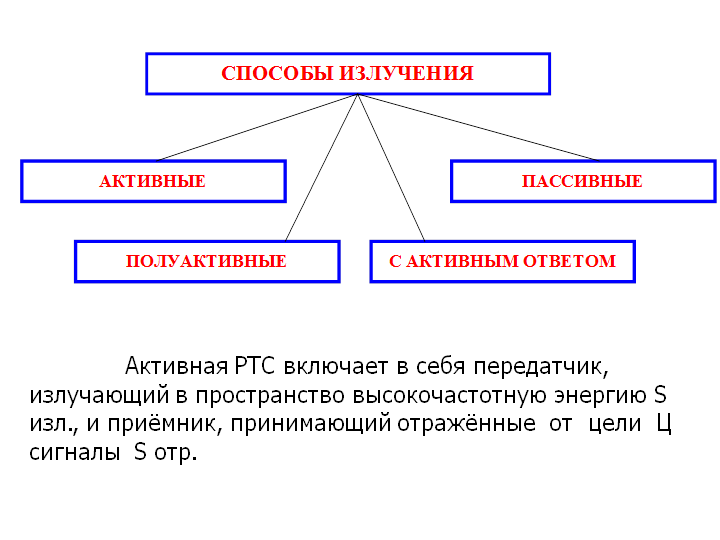 СПОСОБЫ ИЗЛУЧЕНИЯ
АКТИВНЫЕ
ПАССИВНЫЕ
ПОЛУАКТИВНЫЕ
С АКТИВНЫМ ОТВЕТОМ
Активная РТС включает в себя передатчик,
излучающий в пространство высокочастотную энергию S
изл., и приёмник, принимающий отражённые от цели Ц
сигналы S отр.